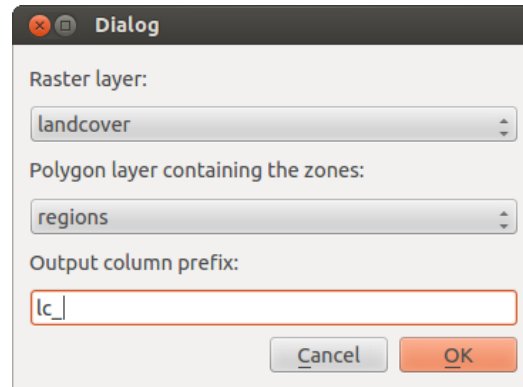 Dialog
Raster layer:
landcover
Polygon layer containing the zones:
regions
Output column prefix:
lc_
Cancel OK